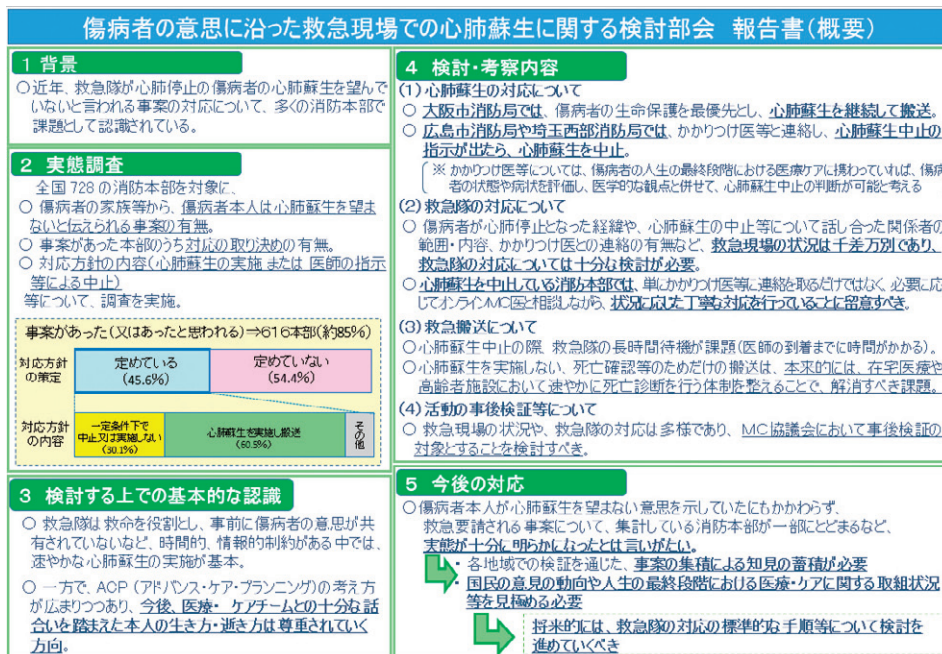 傷病者の意思に沿った救急現場での心肺蘇生に関する検討部会 報告書(概要)
1 背景
○近年、救急隊が心肺停止の傷病者の心肺蘇生を望んで
いないと言われる事案の対応について、多くの消防本部で
課題として認識されている。
2 実態調査
全国 728 の消防本部を対象に、
○ 傷病者の家族等から、傷病者本人は心肺蘇生を望ま
ないと伝えられる事案の有無。
○ 事案があった本部のうち対応の取り決めの有無。
○ 対応方針の内容(心肺蘇生の実施 または 医師の指示
等による中止)
等について、調査を実施。
事案があった(又はあったと思われる)⇒616本部(約85%)
対応方針
の策定
定めている
(45.6%)
定めていない
(54.4%)
対応方針
の内容
一定条件下で
中止又は実施しない
(30.1%)
心肺蘇生を実施し搬送
(60.5%)
その他
3 検討する上での基本的な認識
○ 救急隊は救命を役割とし、事前に傷病者の意思が共
有されていないなど、時間的、情報的制約がある中では、
速やかな心肺蘇生の実施が基本。
○ 一方で、ACP (アドバンス・ケア・プランニング)の考え方
が広まりつつあり、今後、医療・ ケアチームとの十分な話
合いを踏まえた本人の生き方・逝き方は尊重されていく
方向。
4 検討・考察内容
(1)心肺蘇生の対応について
○ 大阪市消防局では、傷病者の生命保護を最優先とし、心肺蘇生を継続して搬送。
○ 広島市消防局や埼玉西部消防局では、かかりつけ医等と連絡し、心肺蘇生中止の
指示が出たら、心肺蘇生を中止。
※ かかりつけ医等については、傷病者の人生の最終段階における医療ケアに携わっていれば、傷病
者の状態や病状を評価し、医学的な観点と併せて、心肺蘇生中止の判断が可能と考える
(2)救急隊の対応について
○ 傷病者が心肺停止となった経緯や、心肺蘇生の中止等について話し合った関係者の
範囲・内容、かかりつけ医との連絡の有無など、救急現場の状況は千差万別であり、
救急隊の対応については十分な検討が必要。
○心肺蘇生を中止している消防本部では、単にかかりつけ医等に連絡を取るだけではなく、必要に応
じてオンラインMC医と相談しながら、状況に応じた丁寧な対応を行っていることに留意すべき。
(3)救急搬送について
○心肺蘇生中止の際、救急隊の長時間待機が課題(医師の到着までに時間がかかる)。
○心肺蘇生を実施しない、死亡確認等のためだけの搬送は、本来的には、在宅医療や
高齢者施設において速やかに死亡診断を行う体制を整えることで、解消すべき課題。
(4)活動の事後検証等について
○ 救急現場の状況や、救急隊の対応は多様であり、MC協議会において事後検証の
対象とすることを検討すべき。
5 今後の対応
○傷病者本人が心肺蘇生を望まない意思を示していたにもかかわらず、
救急要請される事案について、集計している消防本部が一部にとどまるなど、
実態が十分に明らかになったとは言いがたい。
・ 各地域での検証を通じた、事案の集積による知見の蓄積が必要
国民の意見の動向や人生の最終段階における医療・ケアに関する取組状況
等を見極める必要
将来的には、救急隊の対応の標準的な手順等について検討を
進めていくべき